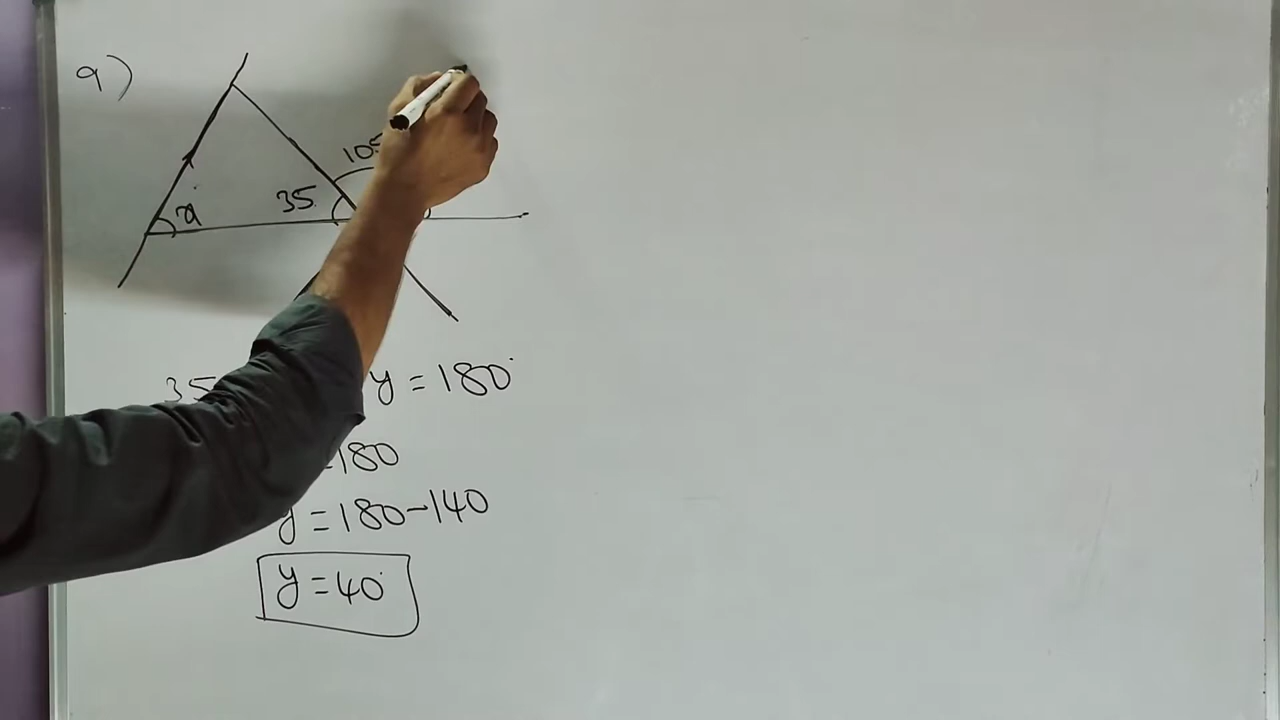 9)
105
35
x°
35 y = 180°
=180
y = 180-140
y = 40°